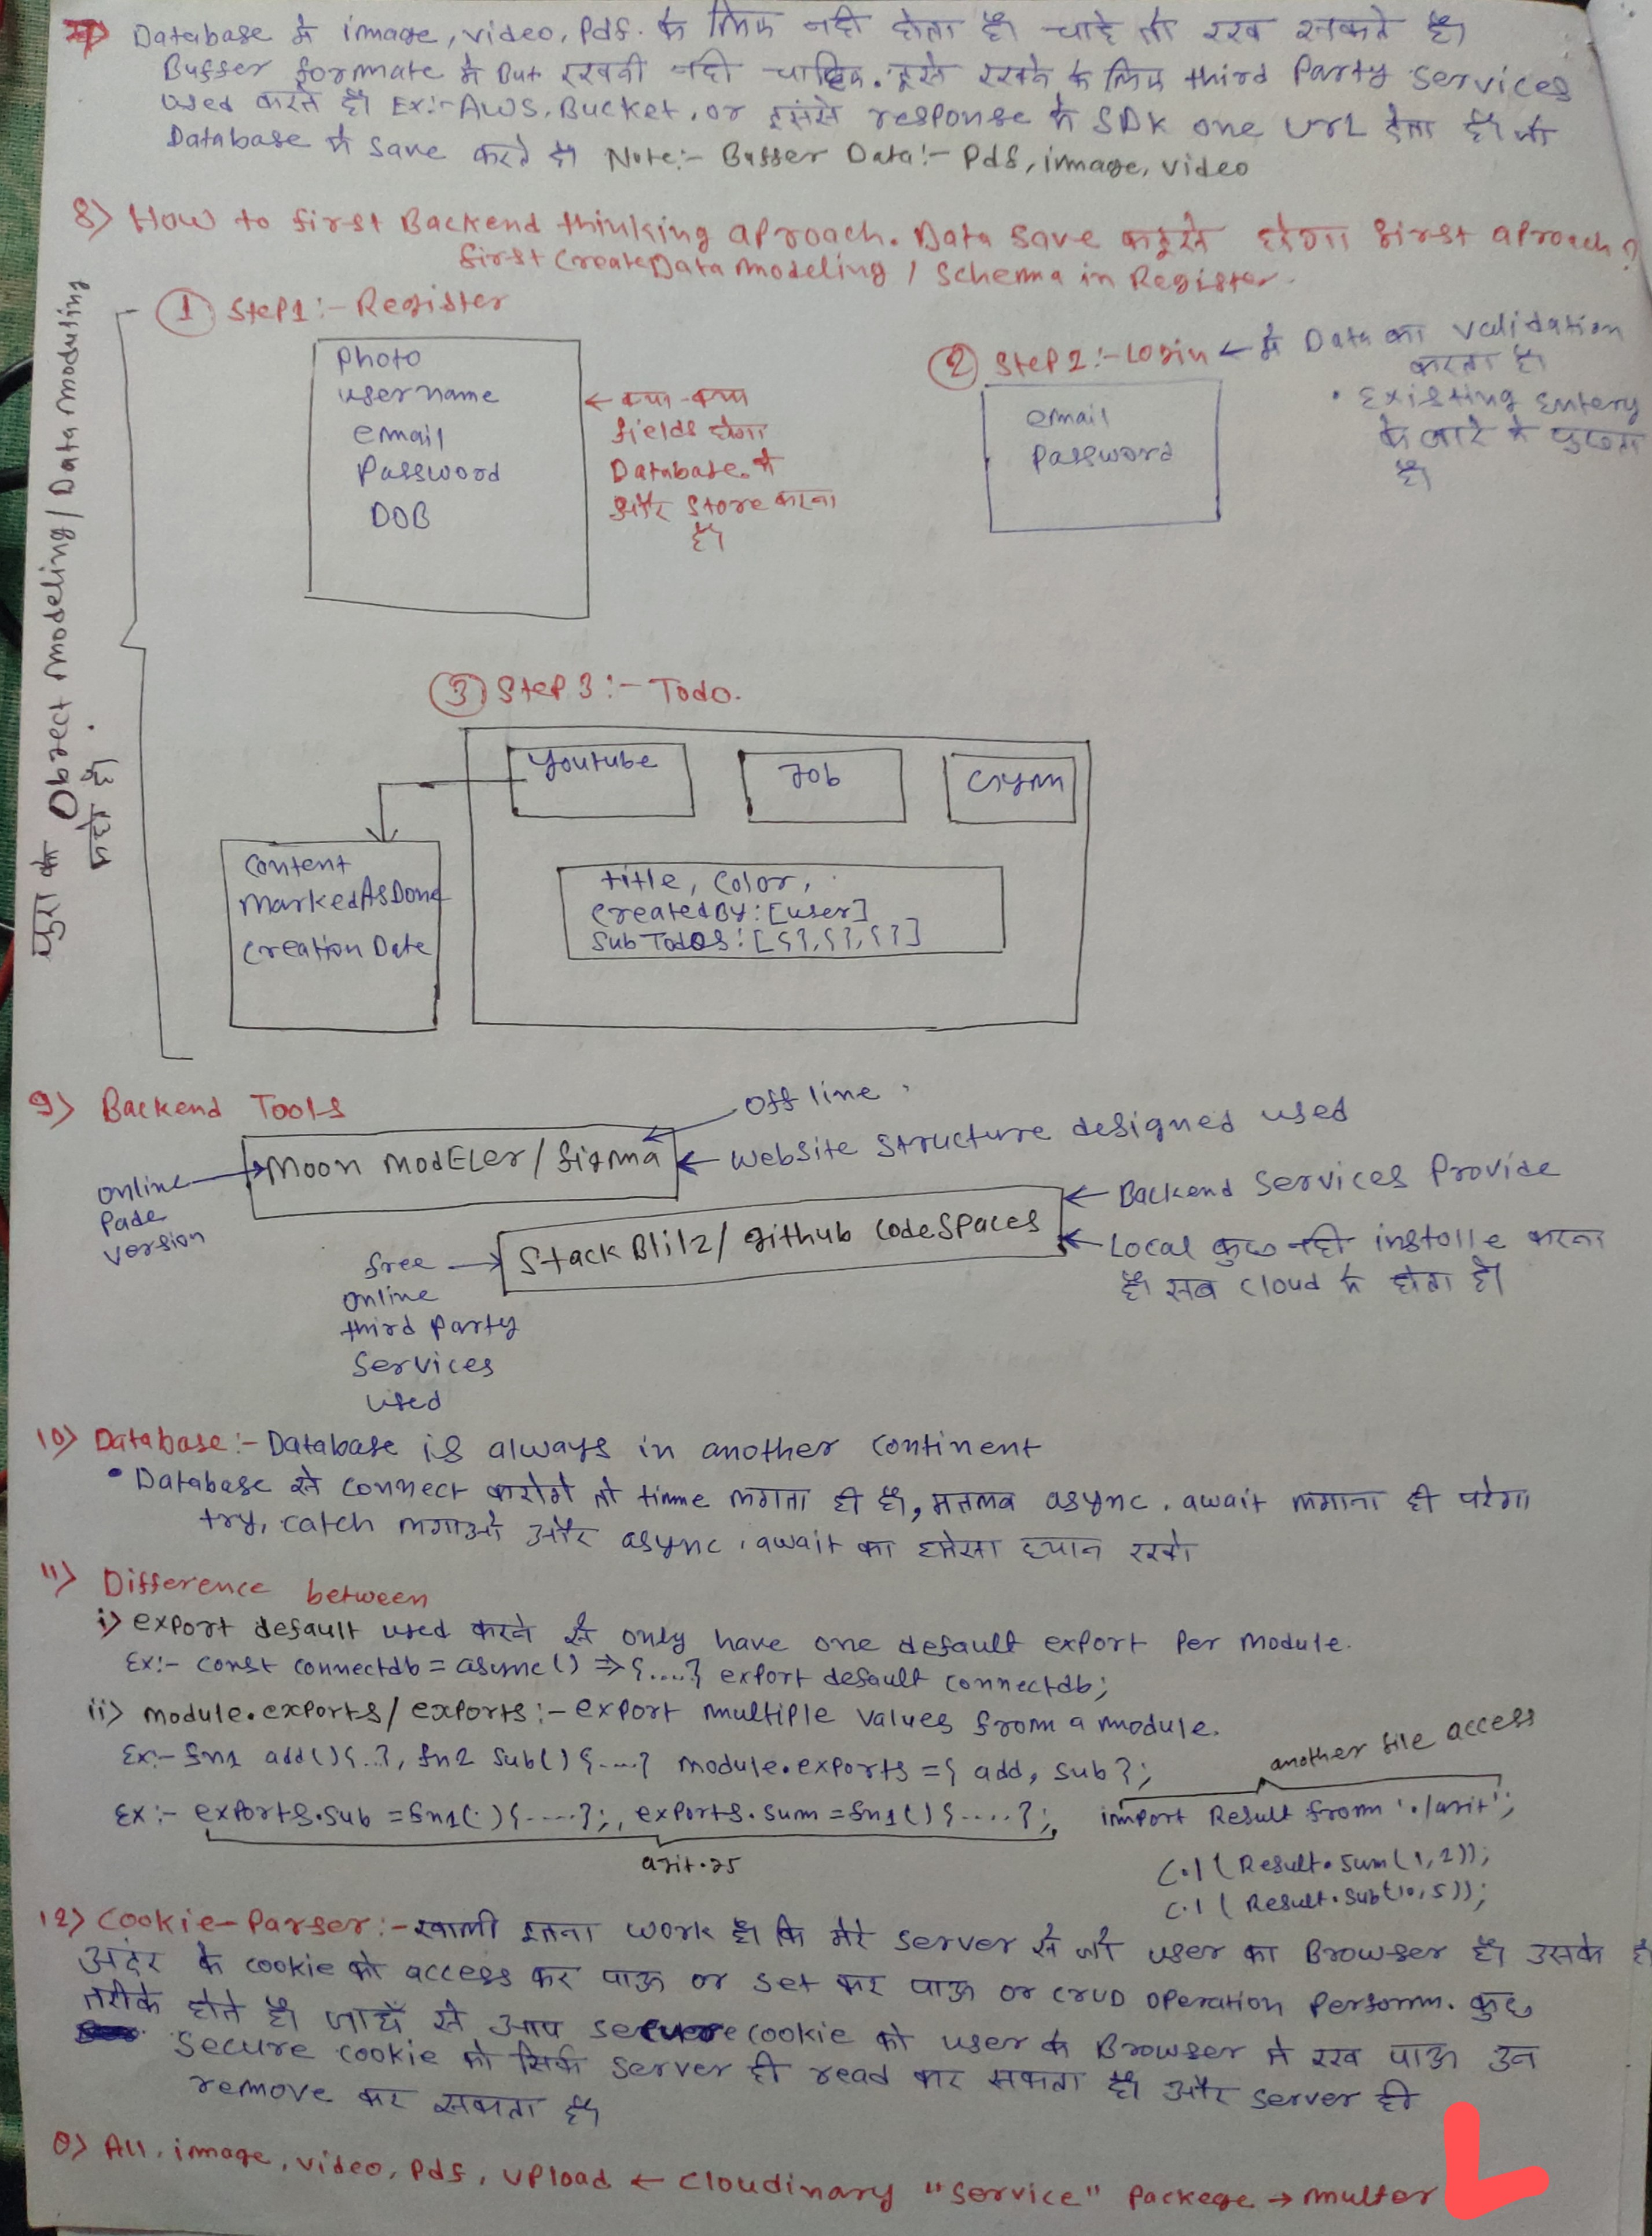 7) Database में image, video, Pdf. के लिए नही होता है। चाहे तो रख सकते है।
Buffer formate में But रखनी नही चाहिए. इसे रखने के लिए third Party services
used करते है। Ex:- AWS, Bucket, or इससे response में SDK one Url देता है। जो
Database में save करते है। Note:- Buffer Data:- Pdf, image, video
8) How to first Backend thinking aproach. Data save कइसे होगा first aproach?
first Create Data modeling / Schema in Register.
पुरा के Object modeling / Data moduling
कहते है।
① Step1:- Register
Photo
username
email
Password
DOB
← क्या-क्या
fields होगा
Database में
और store करना
है।
② Step2:- Login ← में Data का validation
करता है।
email
Password
• Existing Entery
के बारे में पुछता
है।
③ Step 3:- Todo.
Youtube
Job
Gym
Content
MarkedAsDone
Creation Date
title, Color,
CreatedBy: [user]
SubTodos: [{},{},{}]
9) Backend Tools
offline
online
Pade
version
Moon modELer / figma
← Website structure designed used
free
online
third Party
Services
used
StackBlitz / github Codespaces
← Backend Services Provide
← Local कुछ नही installe करना
है। सब Cloud में होता है।
10) Database:- Database is always in another Continent
• Database से Connect करोगे तो time लगता ही है, मतलब async. await लगाना ही परेगा
try, catch लगाओ और async, await का हमेसा ध्यान रखो
11) Difference between
i) export default used करने से only have one default export Per module.
Ex:- const connectdb = async() => {....} export default connectdb;
ii) module.exports / exports:- export multiple values from a module.
Ex:- fn1 add(){..}, fn2 sub(){....} module.exports = { add, sub };
another file access
Ex:- exports.sub = fn1(){.....};, exports.sum = fn1(){.....};
import Result from './arit';
arit.js
c.l( Result.sum(1,2));
c.l( Result.sub(10,5));
12) Cookie-Parser:- खाली इतना work है। कि मेरे server से जो user का Browser है। उसके
अंदर के cookie को access कर पाऊ or set कर पाऊ or CRUD operation Perform. कुछ
तरीके होते है। जहाँ से आप secure cookie को user के Browser में रख पाऊ उन
secure cookie को सिर्फ server ही read कर सकता है। और server ही
remove कर सकता है।
0) All, image, video, Pdf, upload ← Cloudinary "service" Packege → multer